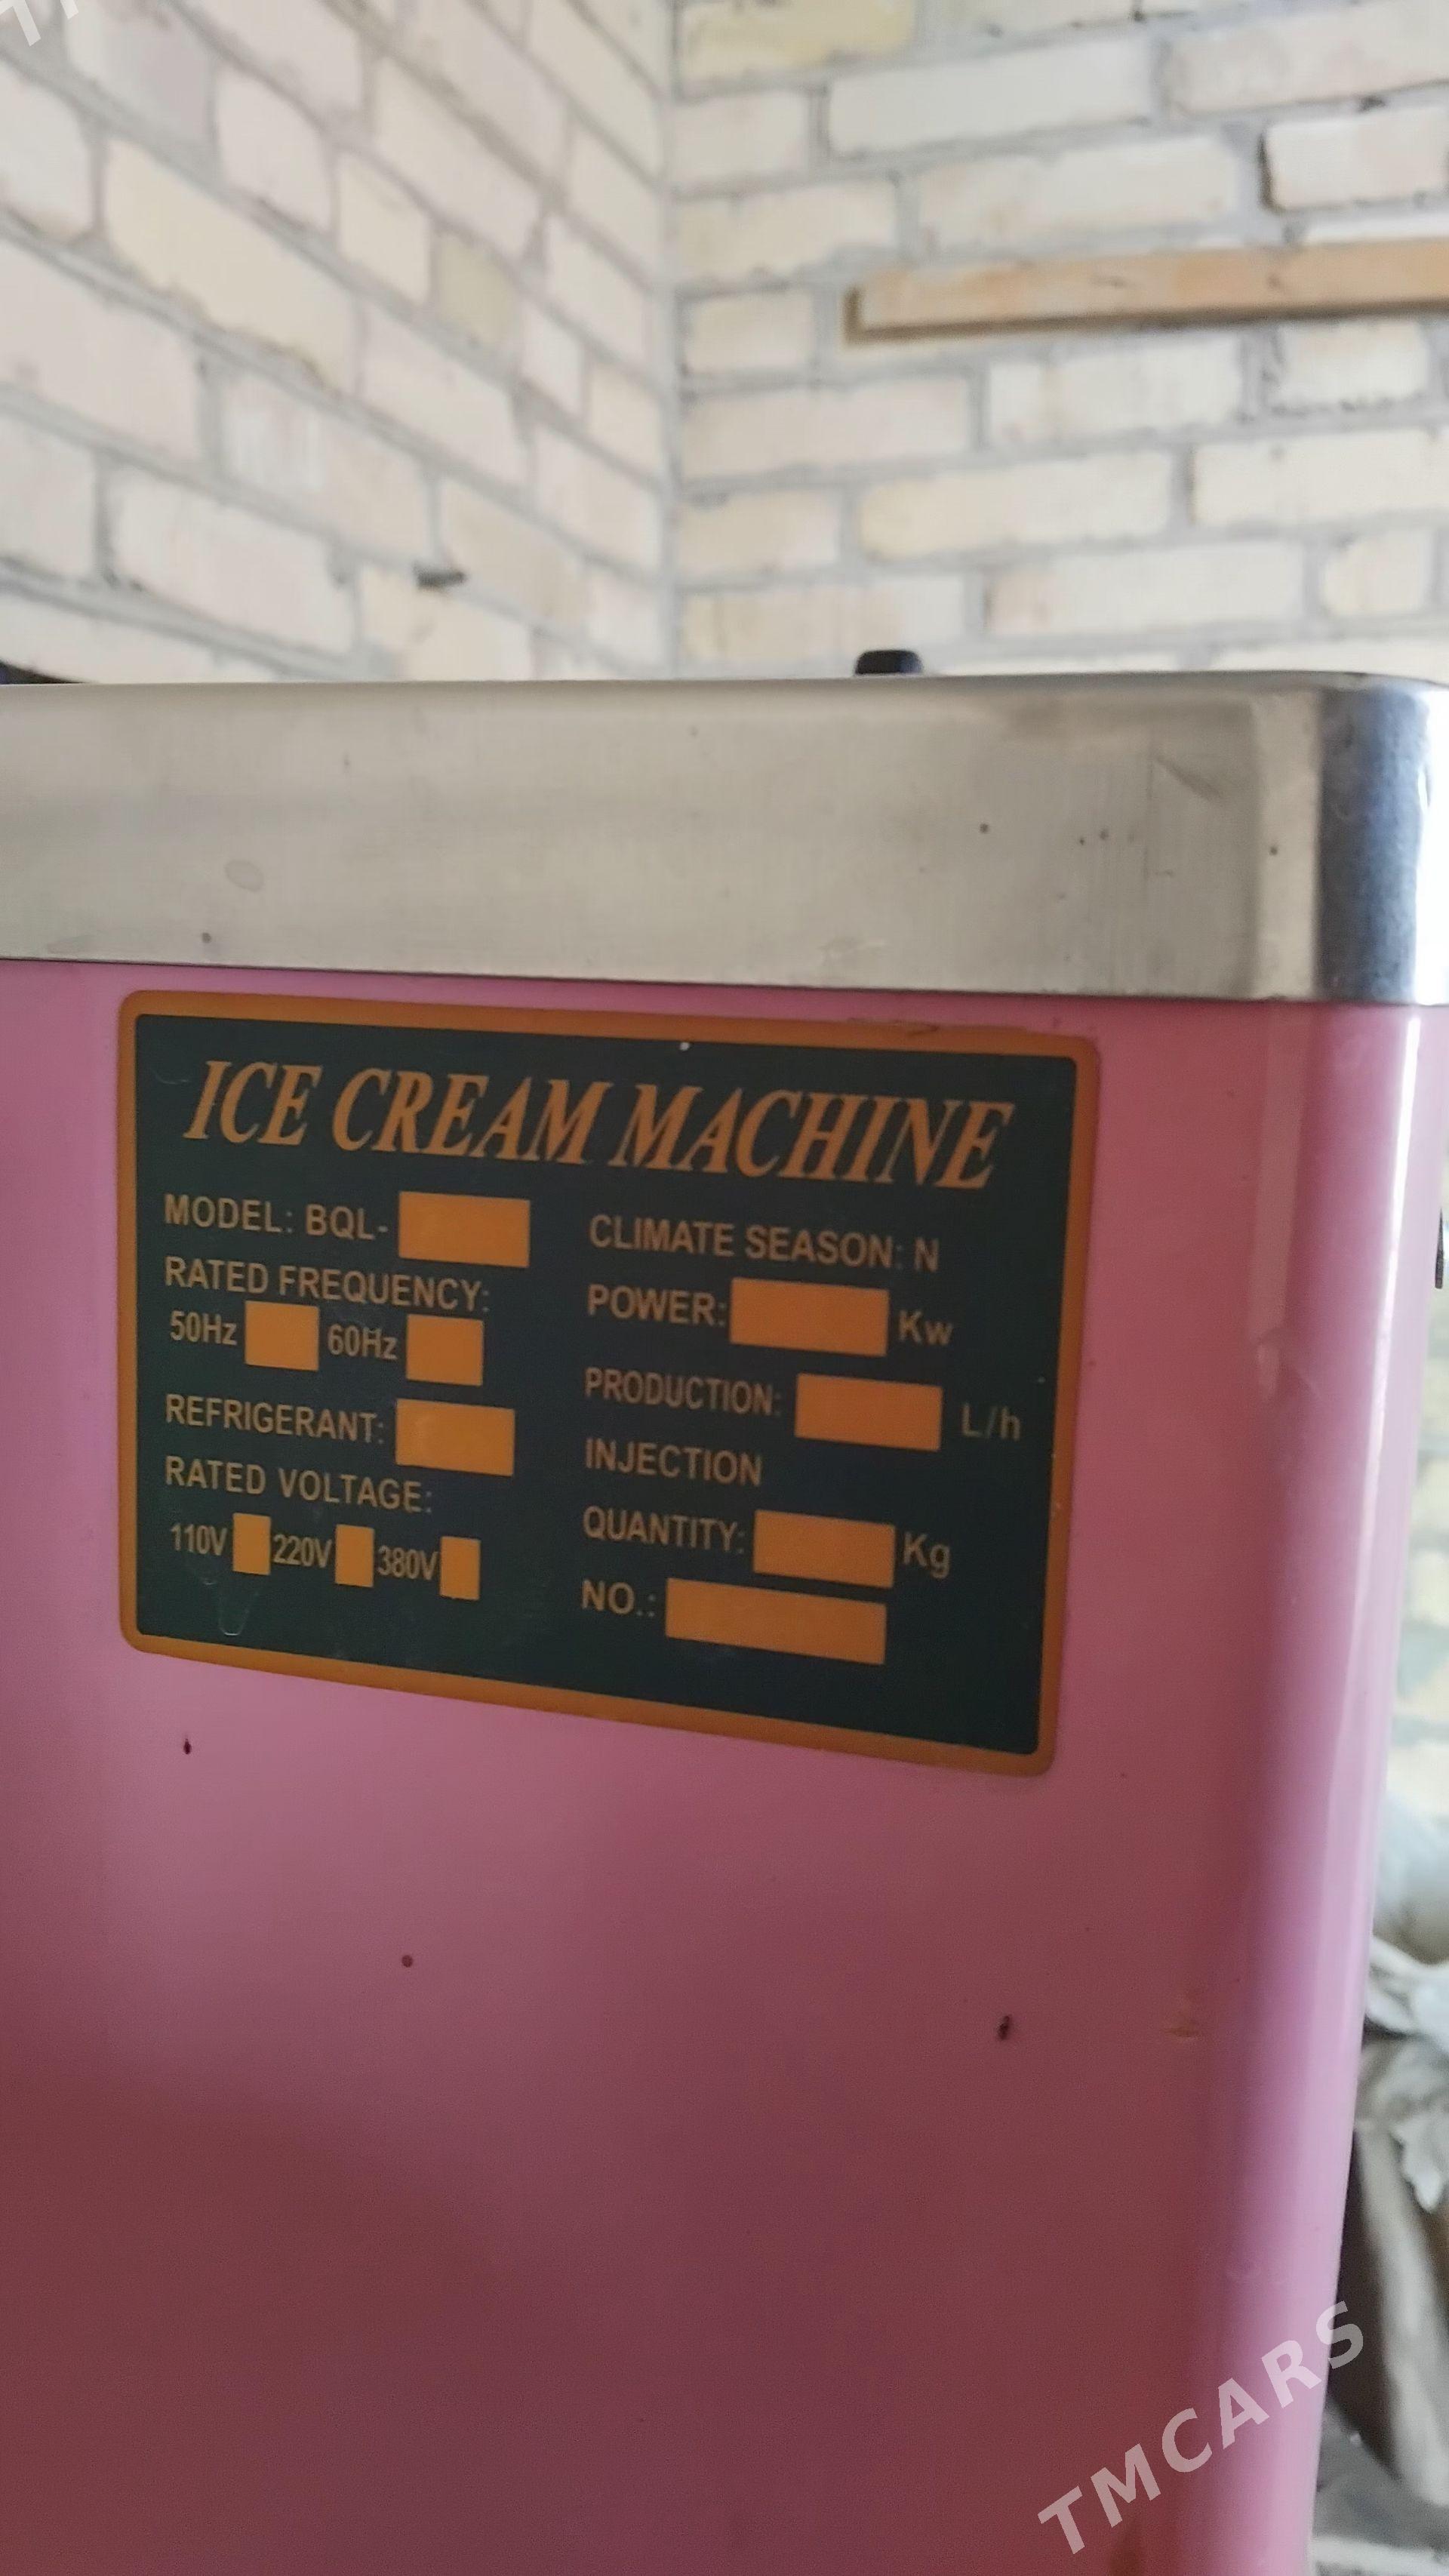 ICE CREAM MACHINE
MODEL: BQL-
RATED FREQUENCY:
50Hz 60Hz
REFRIGERANT:
RATED VOLTAGE:
110V 220V 380V
CLIMATE SEASON: N
POWER: Kw
PRODUCTION: L/h
INJECTION
QUANTITY: Kg
NO.:
TMCARS